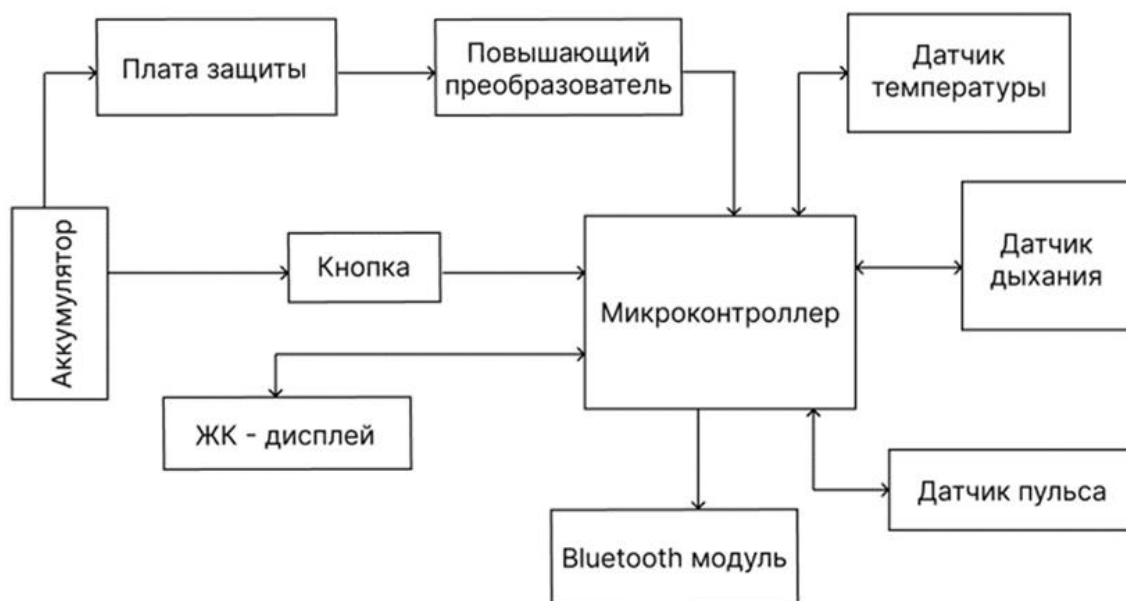 Плата защиты
Повышающий
преобразователь
Датчик
температуры
Аккумулятор
Кнопка
Микроконтроллер
Датчик
дыхания
ЖК - дисплей
Датчик пульса
Bluetooth модуль